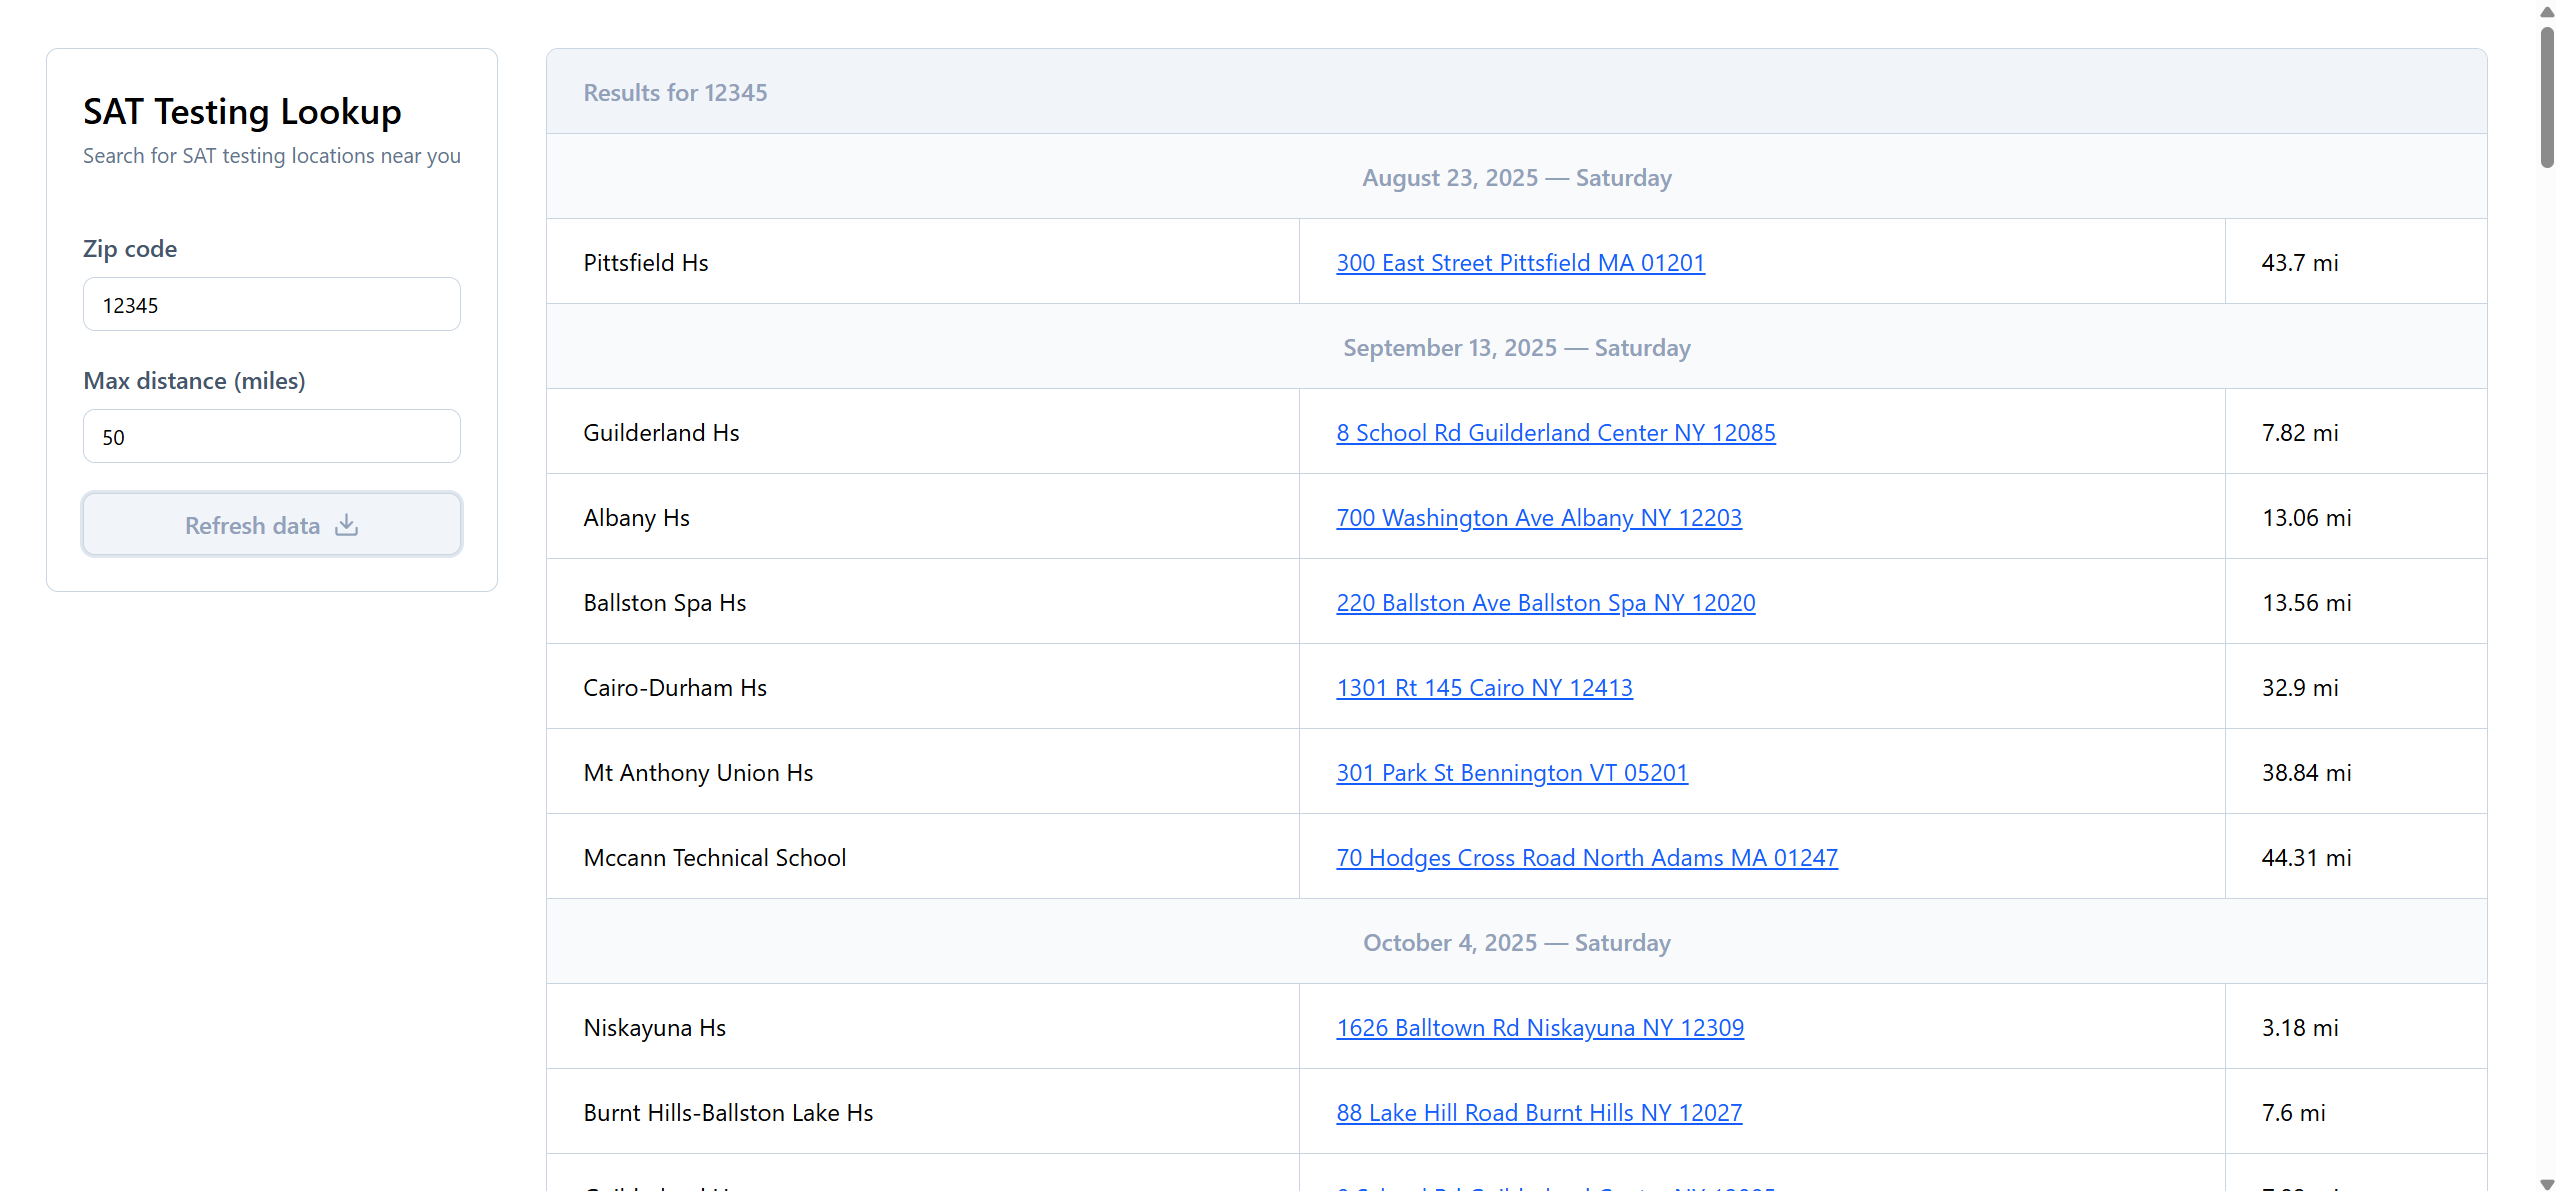 SAT Testing Lookup
Search for SAT testing locations near you
Zip code
12345
Max distance (miles)
50
Refresh data
Results for 12345
August 23, 2025 — Saturday
Pittsfield Hs 300 East Street Pittsfield MA 01201 43.7 mi
September 13, 2025 — Saturday
Guilderland Hs 8 School Rd Guilderland Center NY 12085 7.82 mi
Albany Hs 700 Washington Ave Albany NY 12203 13.06 mi
Ballston Spa Hs 220 Ballston Ave Ballston Spa NY 12020 13.56 mi
Cairo-Durham Hs 1301 Rt 145 Cairo NY 12413 32.9 mi
Mt Anthony Union Hs 301 Park St Bennington VT 05201 38.84 mi
Mccann Technical School 70 Hodges Cross Road North Adams MA 01247 44.31 mi
October 4, 2025 — Saturday
Niskayuna Hs 1626 Balltown Rd Niskayuna NY 12309 3.18 mi
Burnt Hills-Ballston Lake Hs 88 Lake Hill Road Burnt Hills NY 12027 7.6 mi